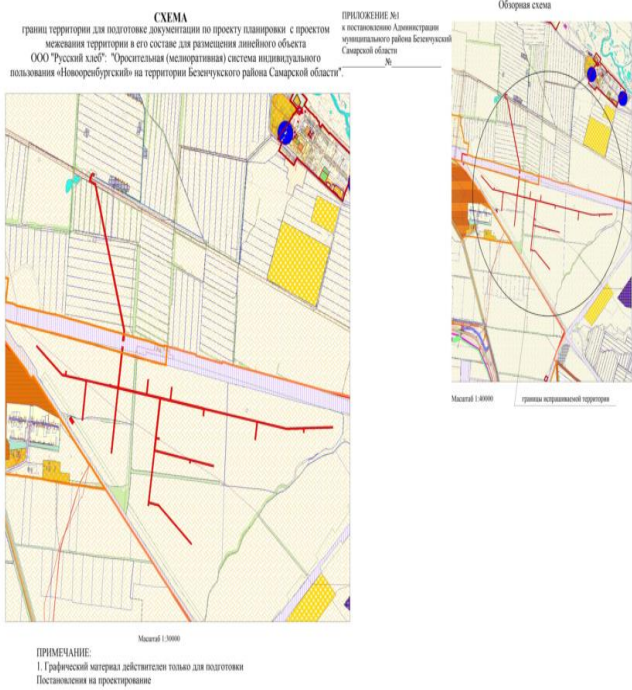 СХЕМА
границ территории для подготовке документации по проекту планировки с проектом
межевания территории в его составе для размещения линейного объекта
ООО "Русский хлеб": "Оросительная (мелиоративная) система индивидуального
пользования «Новооренбургский» на территории Безенчукского района Самарской области".
ПРИЛОЖЕНИЕ №1
к постановлению Администрации
муниципального района Безенчукский
Самарской области
№
Обзорная схема
Масштаб 1:40000
границы испрашиваемой территории
Масштаб 1:30000
ПРИМЕЧАНИЕ:
1. Графический материал действителен только для подготовки
Постановления на проектирование